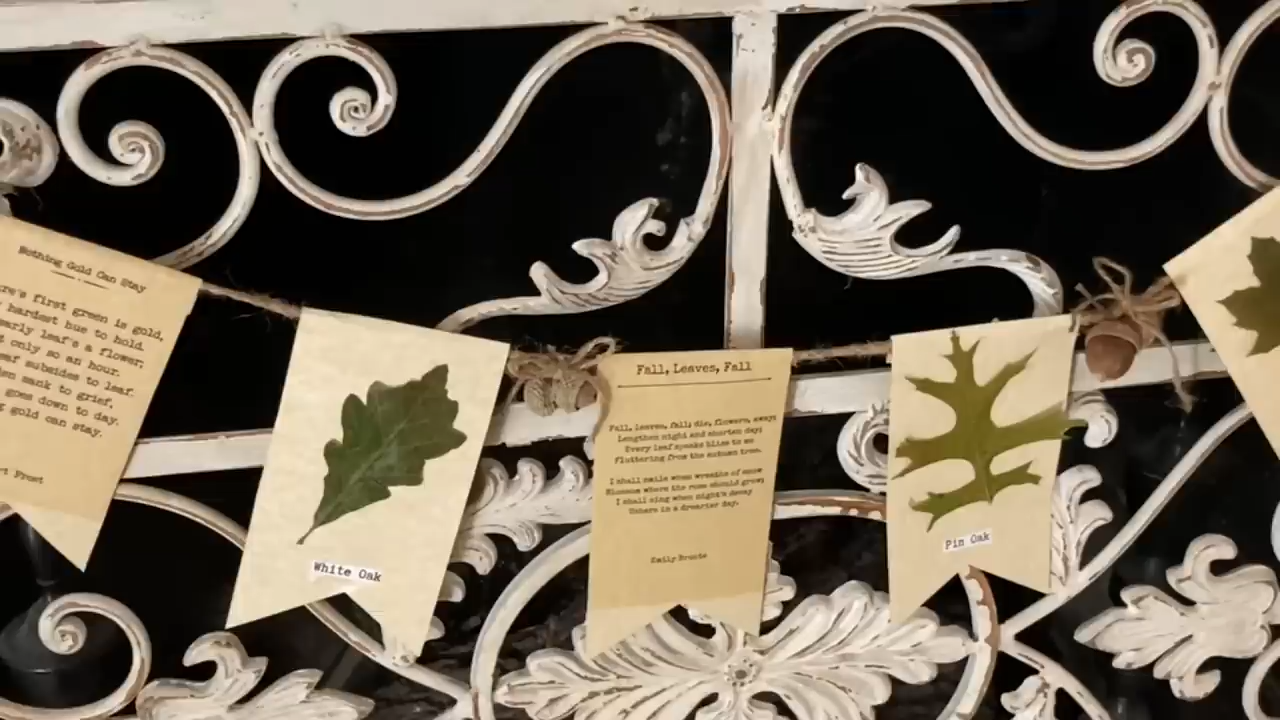 Nothing Gold Can Stay
re's first green is gold,
hardest hue to hold.
early leaf's a flower;
only so an hour.
eaf subsides to leaf.
en sank to grief,
goes down to day.
gold can stay.
rt Frost
White Oak
Fall, Leaves, Fall
Fall, leaves, fall; die, flowers, away;
Lengthen night and shorten day;
Every leaf speaks bliss to me
Fluttering from the autumn tree.
I shall smile when wreaths of snow
Blossom where the rose should grow;
I shall sing when night's decay
Ushers in a drearier day.
Emily Bronte
Pin Oak